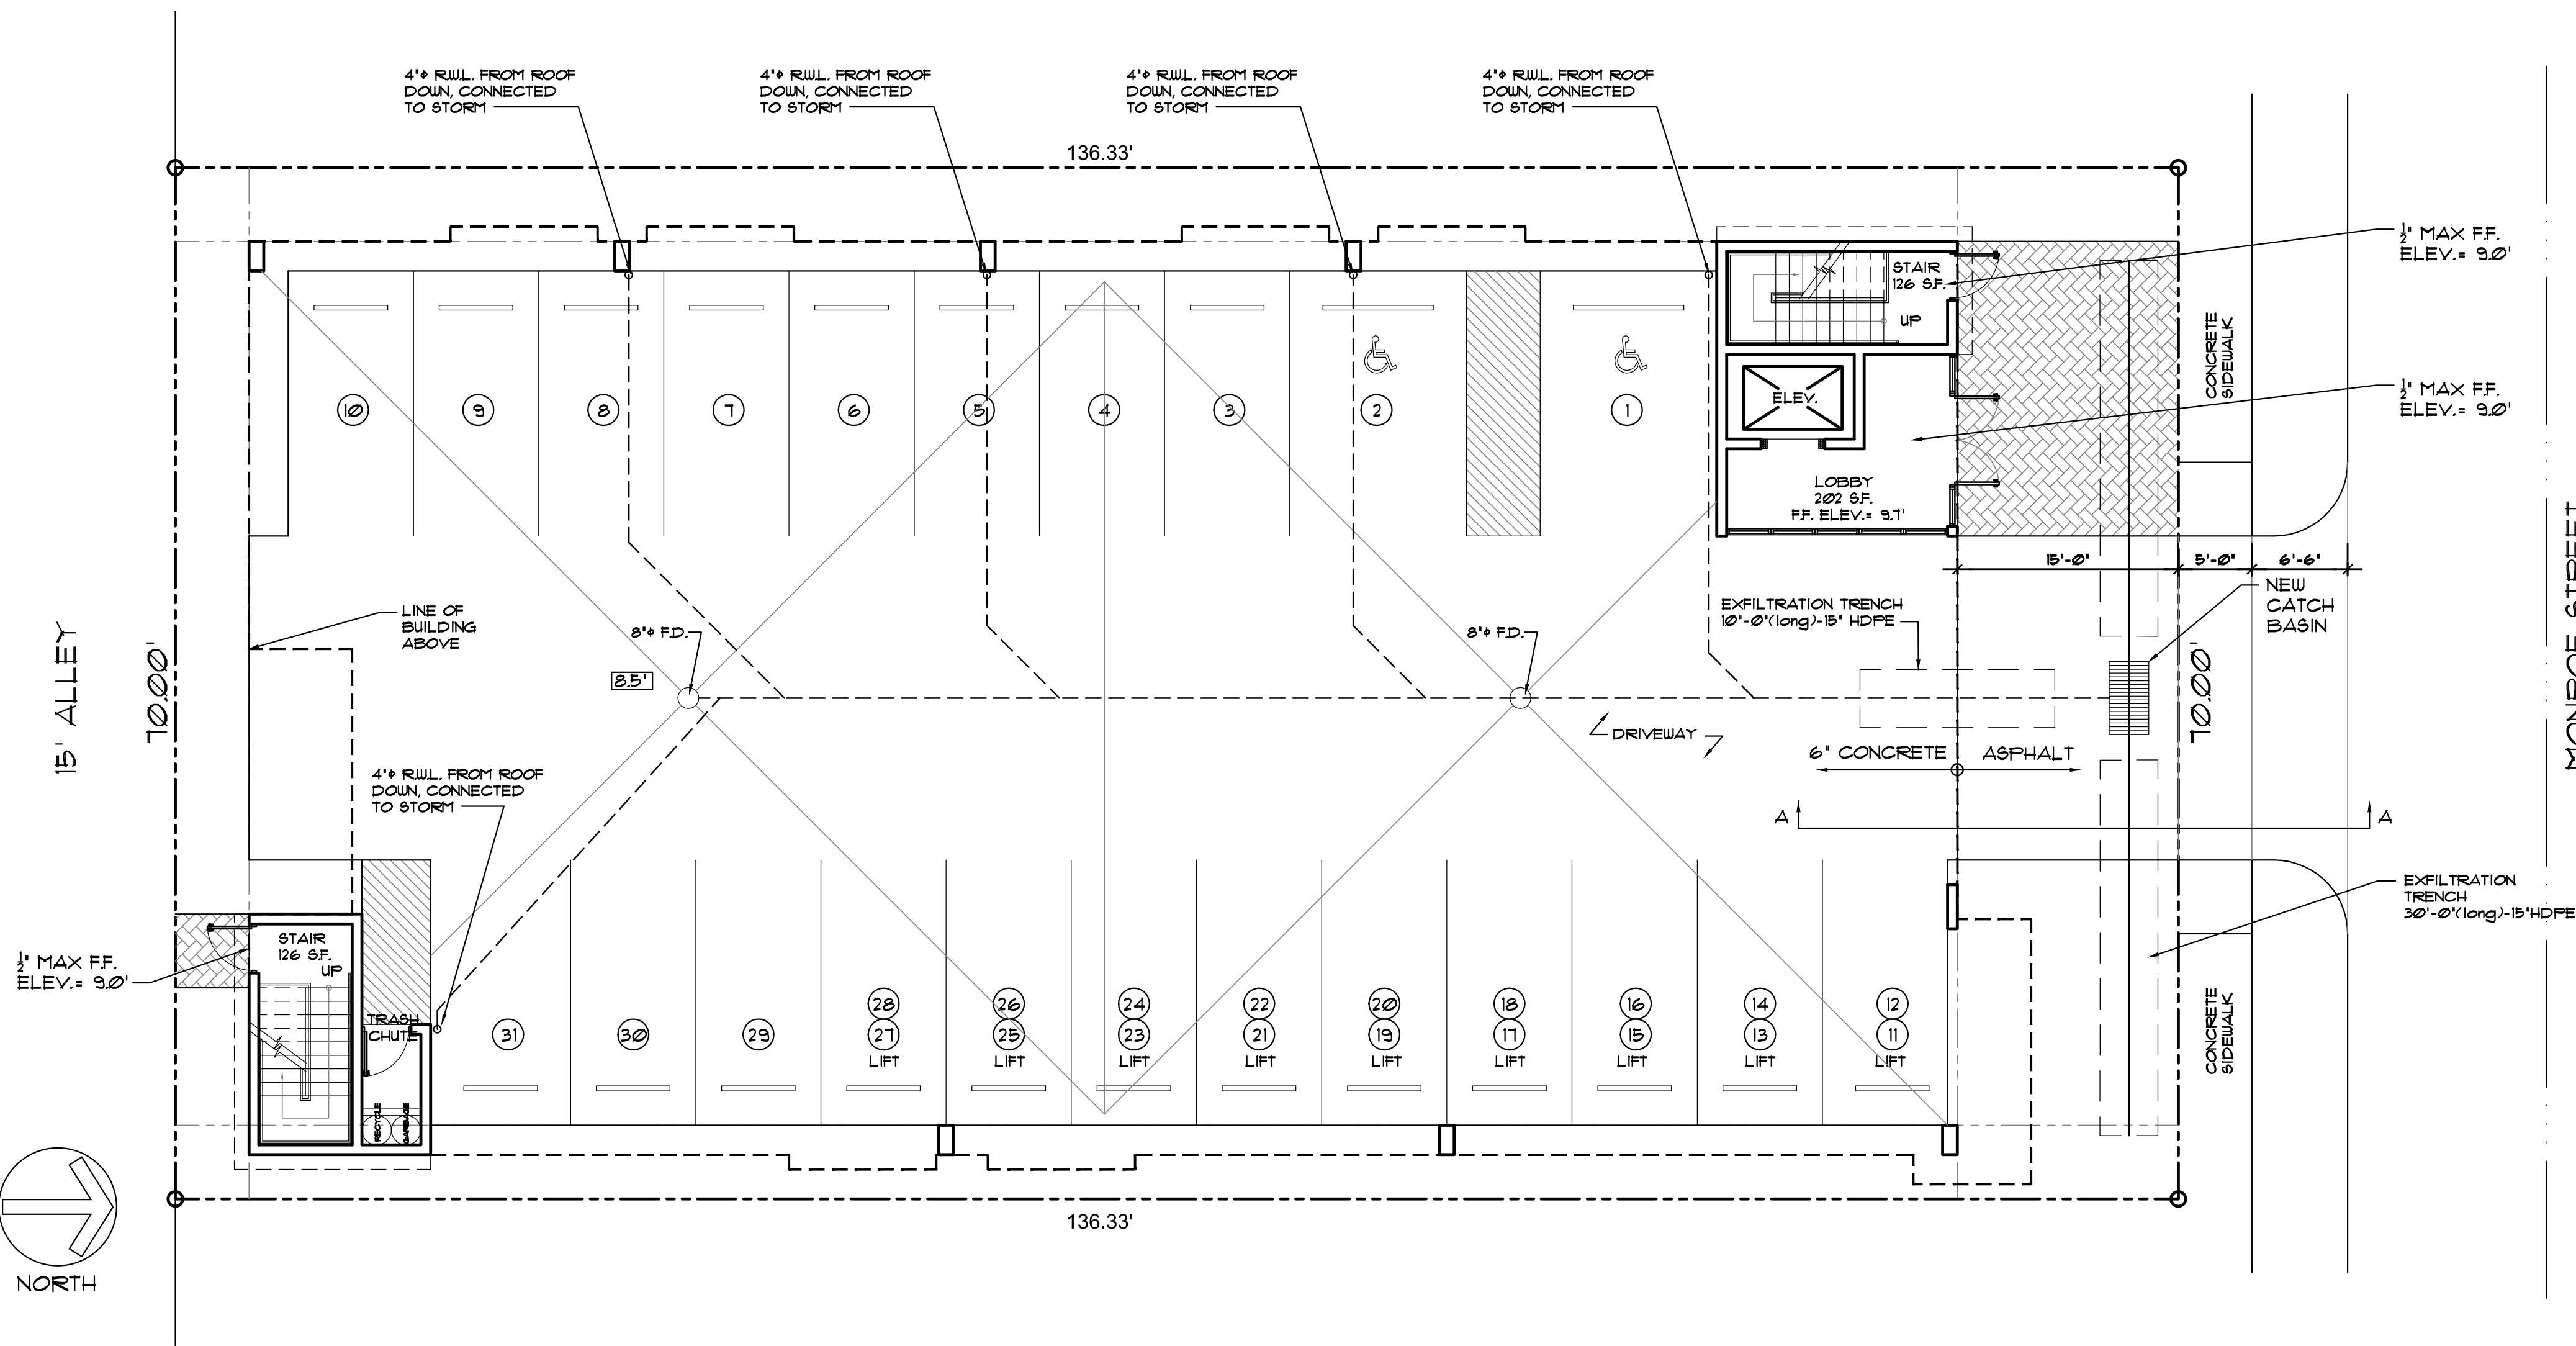 4"ϕ R.W.L. FROM ROOF
DOWN, CONNECTED
TO STORM
4"ϕ R.W.L. FROM ROOF
DOWN, CONNECTED
TO STORM
4"ϕ R.W.L. FROM ROOF
DOWN, CONNECTED
TO STORM
4"ϕ R.W.L. FROM ROOF
DOWN, CONNECTED
TO STORM
136.33'
½" MAX F.F.
ELEV.= 9.0'
STAIR
126 S.F.
UP
CONCRETE
SIDEWALK
½" MAX F.F.
ELEV.= 9.0'
ELEV.
10
9
8
7
6
5
4
3
2
1
LOBBY
202 S.F.
F.F. ELEV.= 9.7'
15'-0"
5'-0"
6'-6"
NEW
CATCH
BASIN
MONROE STREET
15' ALLEY
70.00'
LINE OF
BUILDING
ABOVE
8"ϕ F.D.
8.5'
8"ϕ F.D.
EXFILTRATION TRENCH
10'-0"(long)-15" HDPE
70.00'
DRIVEWAY
6" CONCRETE
ASPHALT
4"ϕ R.W.L. FROM ROOF
DOWN, CONNECTED
TO STORM
A
A
EXFILTRATION
TRENCH
30'-0"(long)-15"HDPE
½" MAX F.F.
ELEV.= 9.0'
STAIR
126 S.F.
UP
TRASH
CHUTE
RECYCLE
GARBAGE
31
30
29
28
27
LIFT
26
25
LIFT
24
23
LIFT
22
21
LIFT
20
19
LIFT
18
17
LIFT
16
15
LIFT
14
13
LIFT
12
11
LIFT
CONCRETE
SIDEWALK
136.33'
NORTH